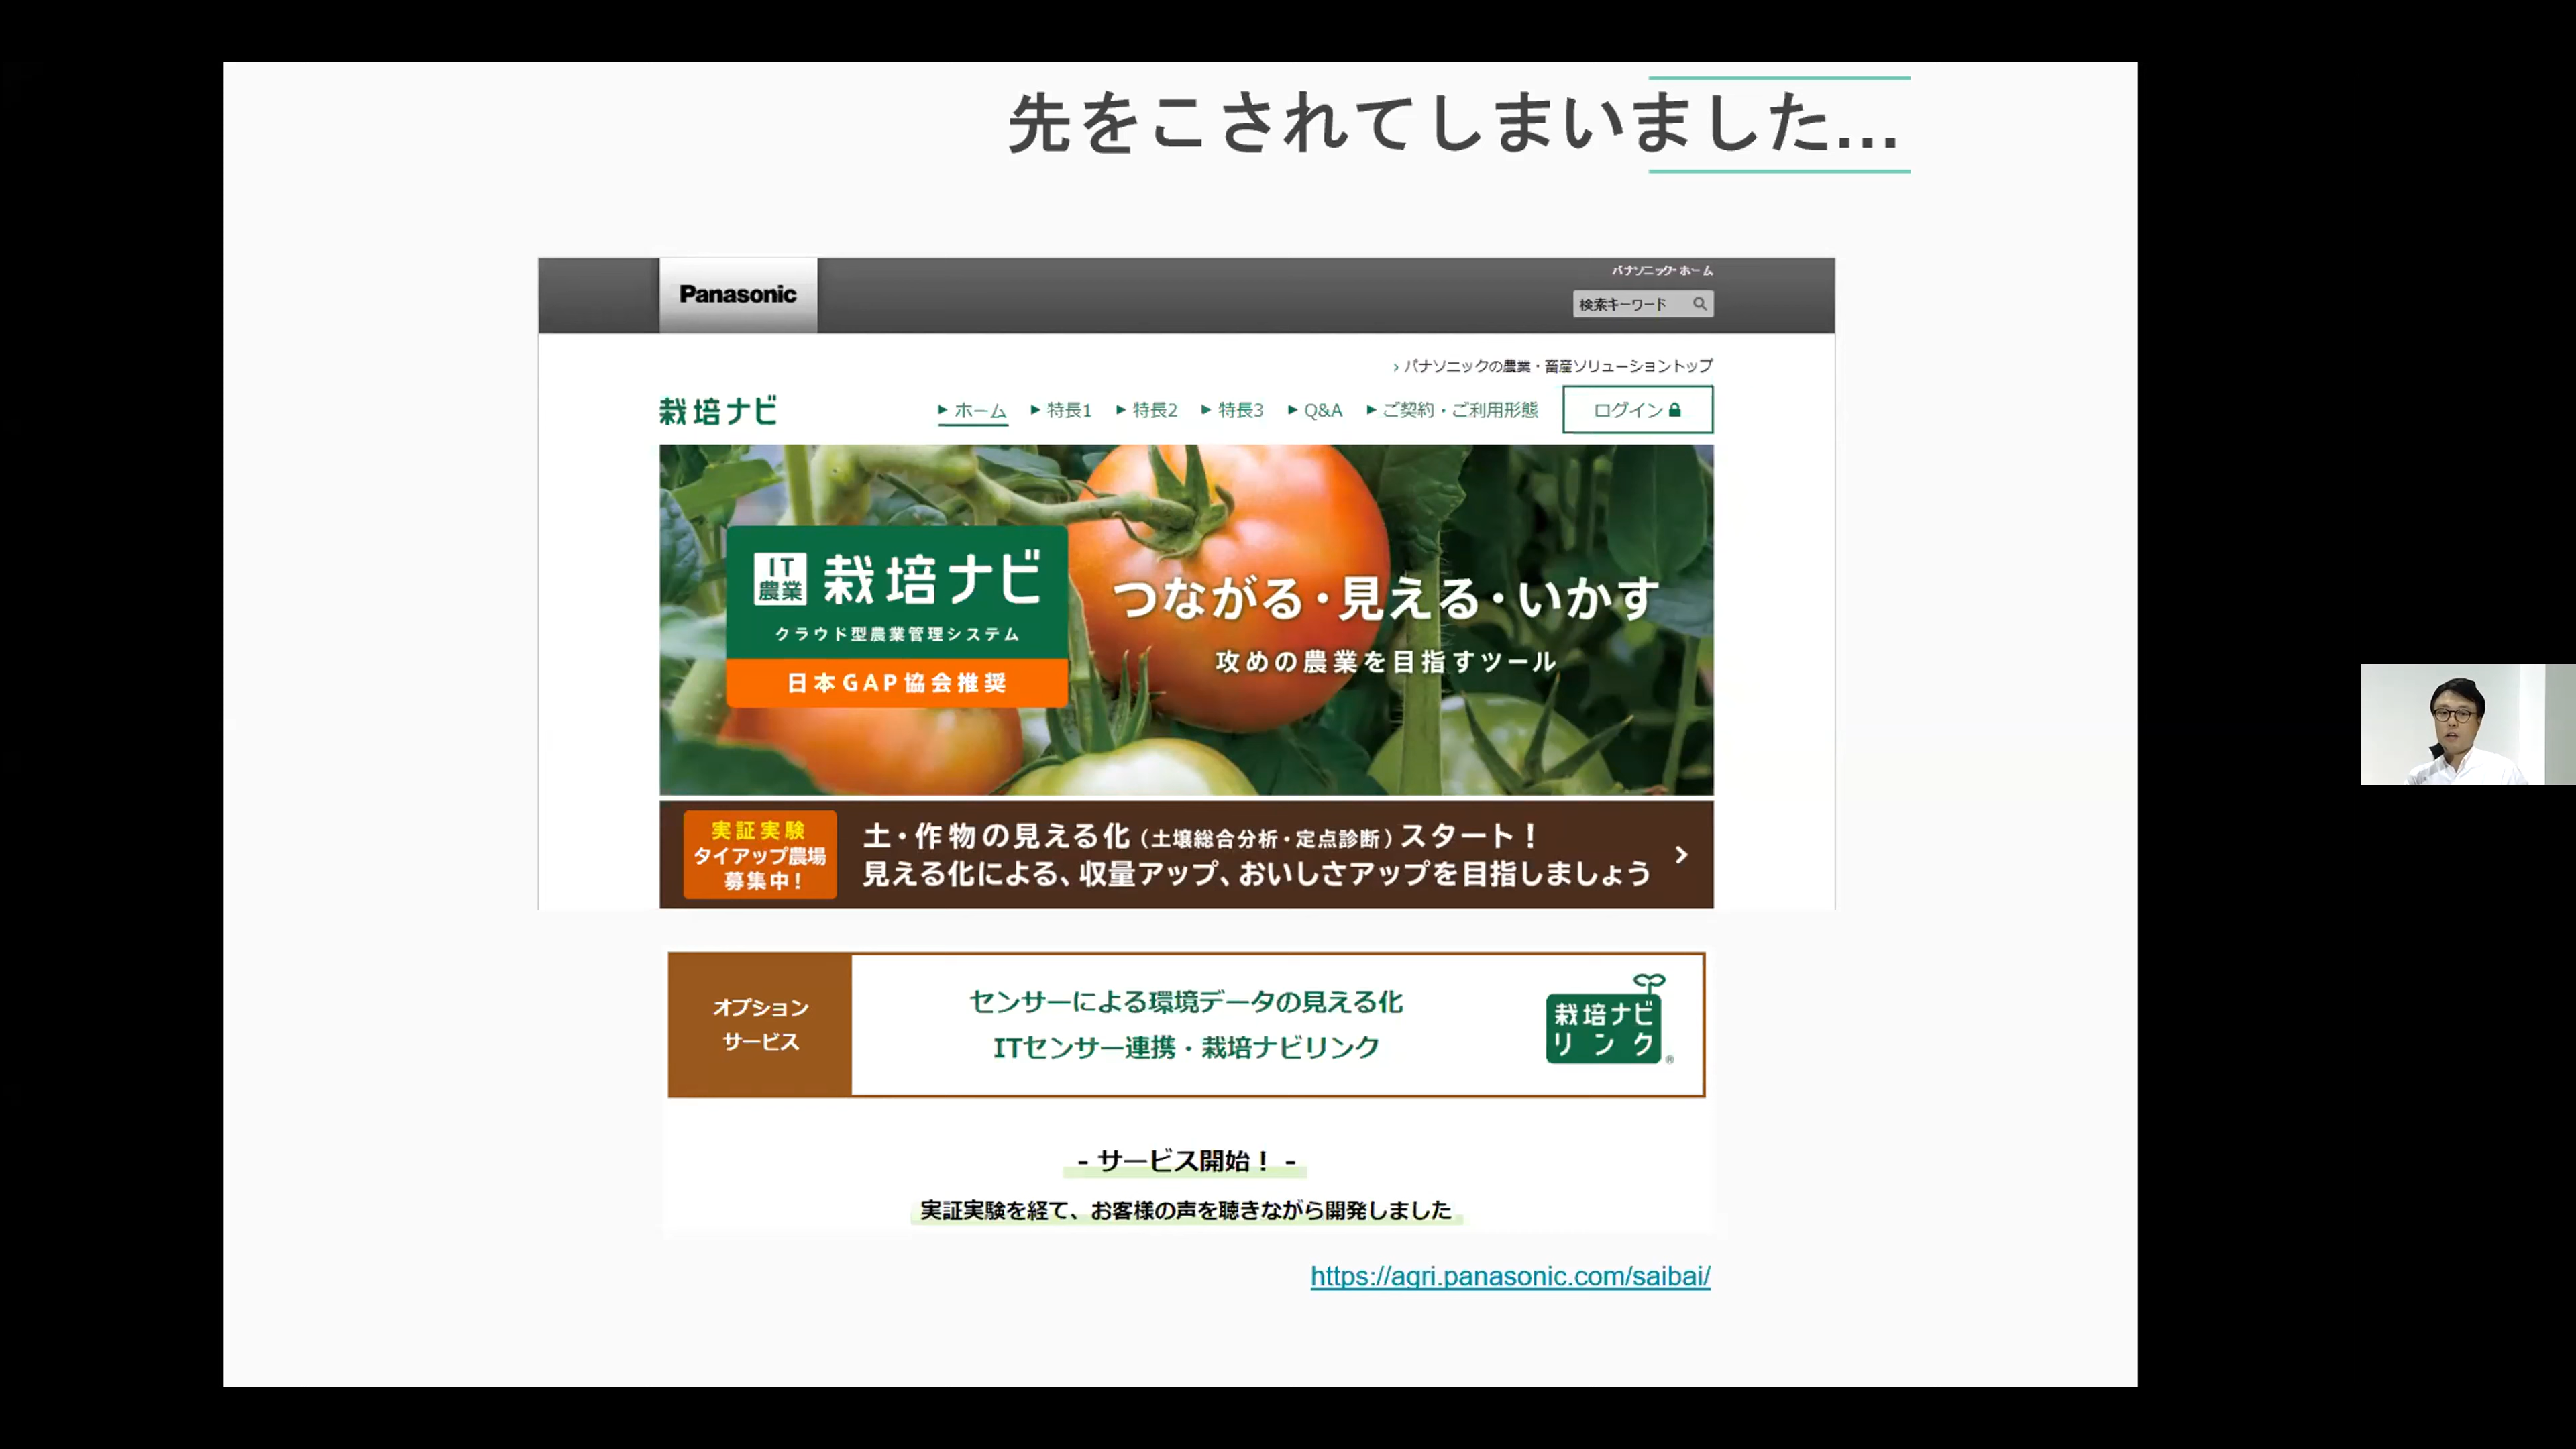 先をこされてしまいました...
Panasonic
パナソニック・ホーム
検索キーワード
› パナソニックの農業・畜産ソリューショントップ
栽培ナビ
▶ ホーム ▶ 特長1 ▶ 特長2 ▶ 特長3 ▶ Q&A ▶ ご契約・ご利用形態 ログイン
IT農業 栽培ナビ
クラウド型農業管理システム
日本GAP協会推奨
つながる・見える・いかす
攻めの農業を目指すツール
実証実験
タイアップ農場
募集中！
土・作物の見える化（土壌総合分析・定点診断）スタート！
見える化による、収量アップ、おいしさアップを目指しましょう
オプション
サービス
センサーによる環境データの見える化
ITセンサー連携・栽培ナビリンク
栽培ナビ
リンク®
- サービス開始！ -
実証実験を経て、お客様の声を聴きながら開発しました
https://agri.panasonic.com/saibai/